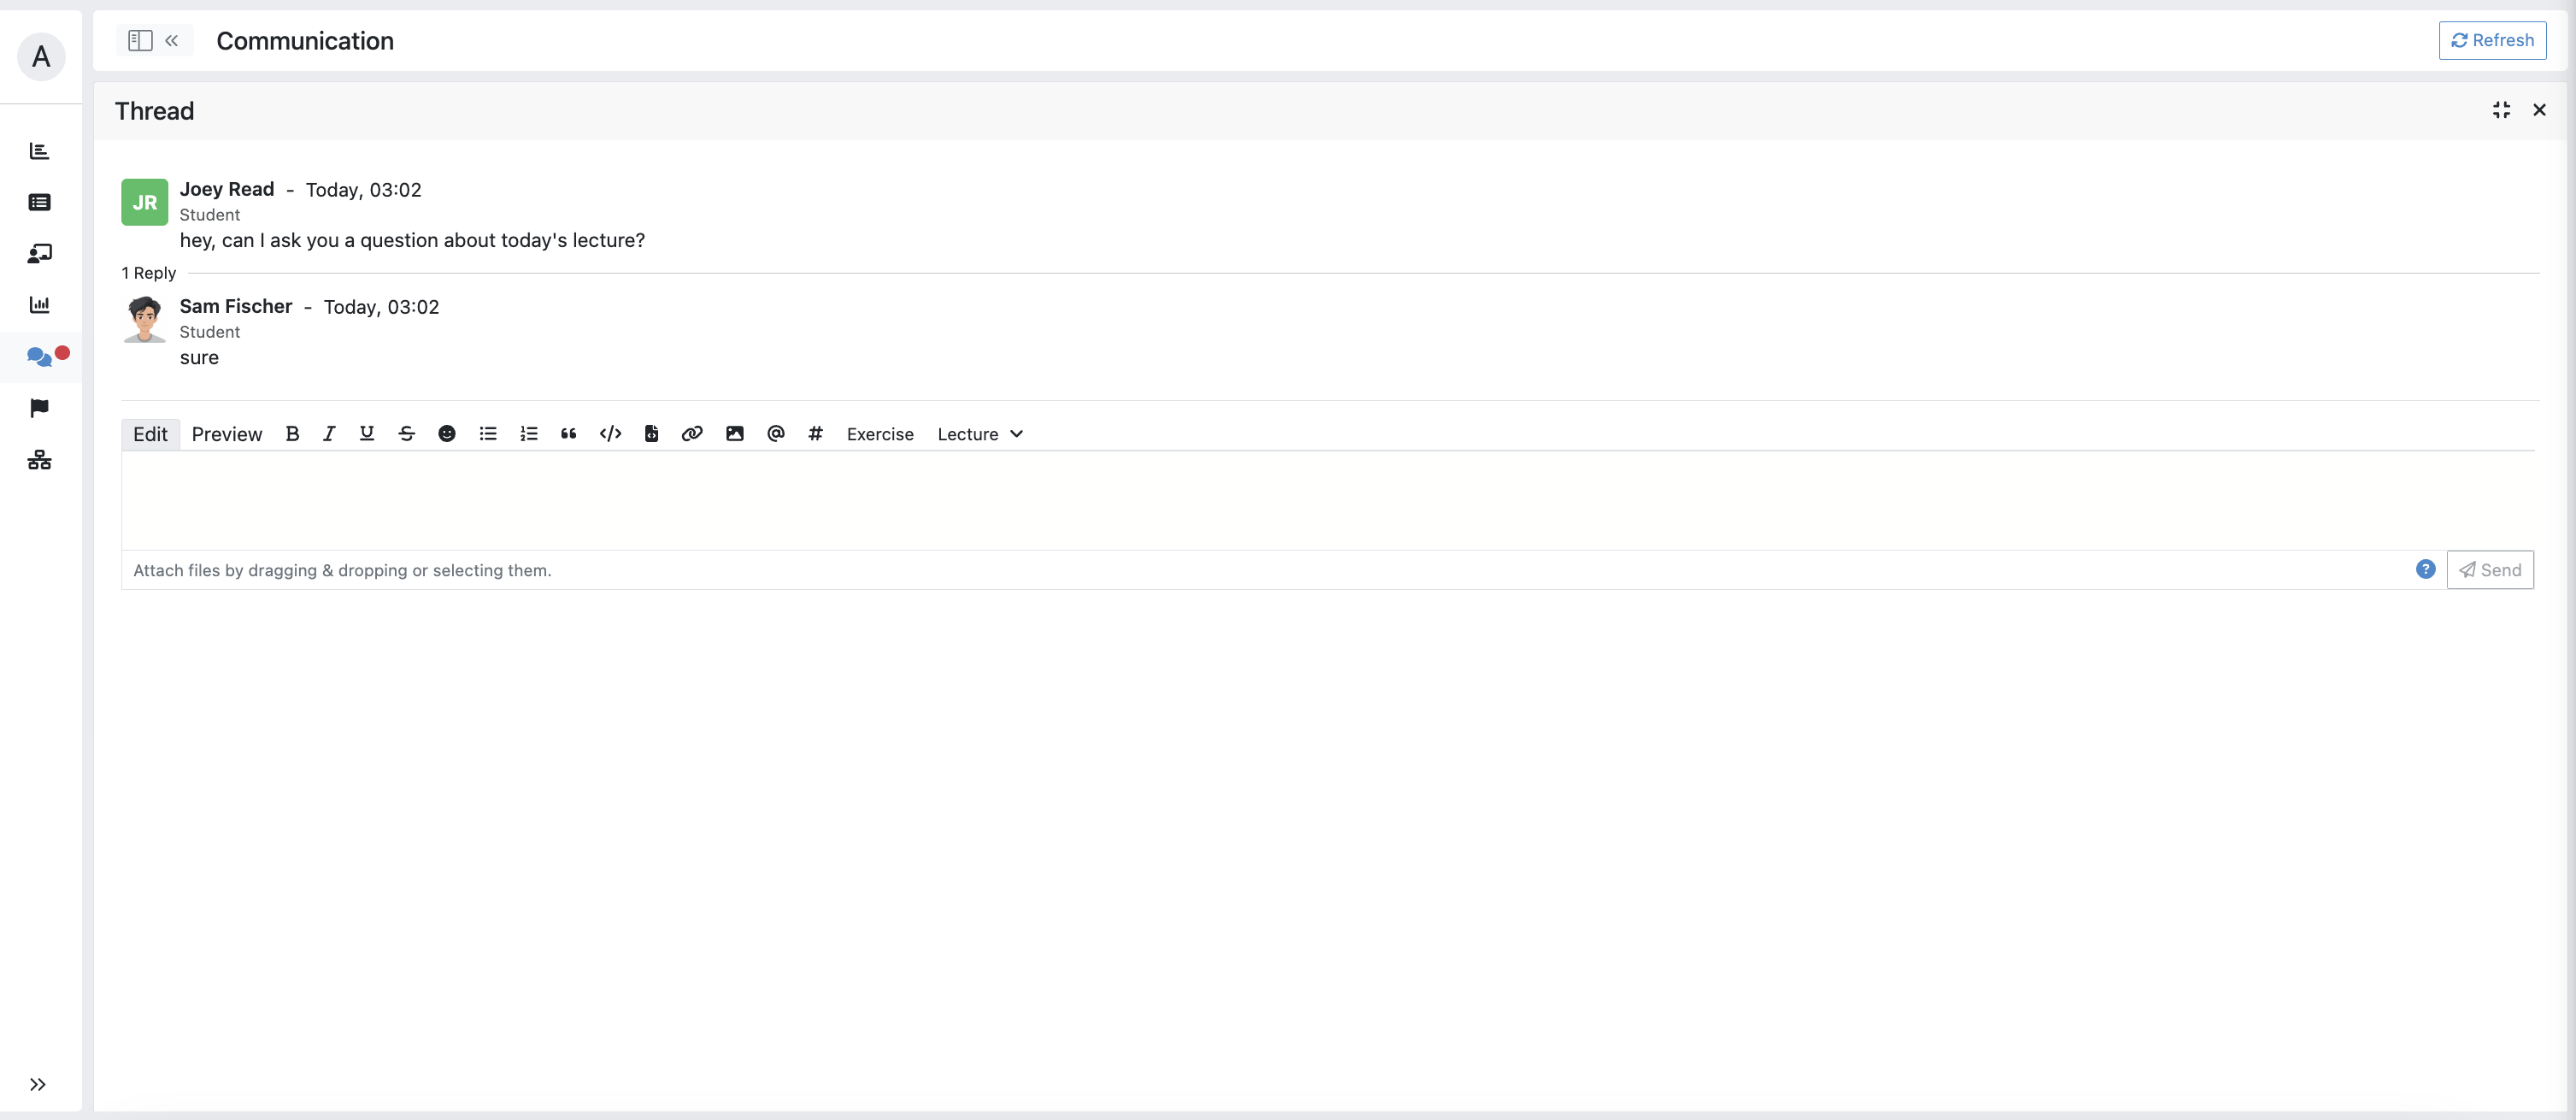 A
Communication
Refresh
Thread
JR
Joey Read - Today, 03:02
Student
hey, can I ask you a question about today's lecture?
1 Reply
Sam Fischer - Today, 03:02
Student
sure
Edit Preview B I U S @ # Exercise Lecture
Attach files by dragging & dropping or selecting them.
? Send